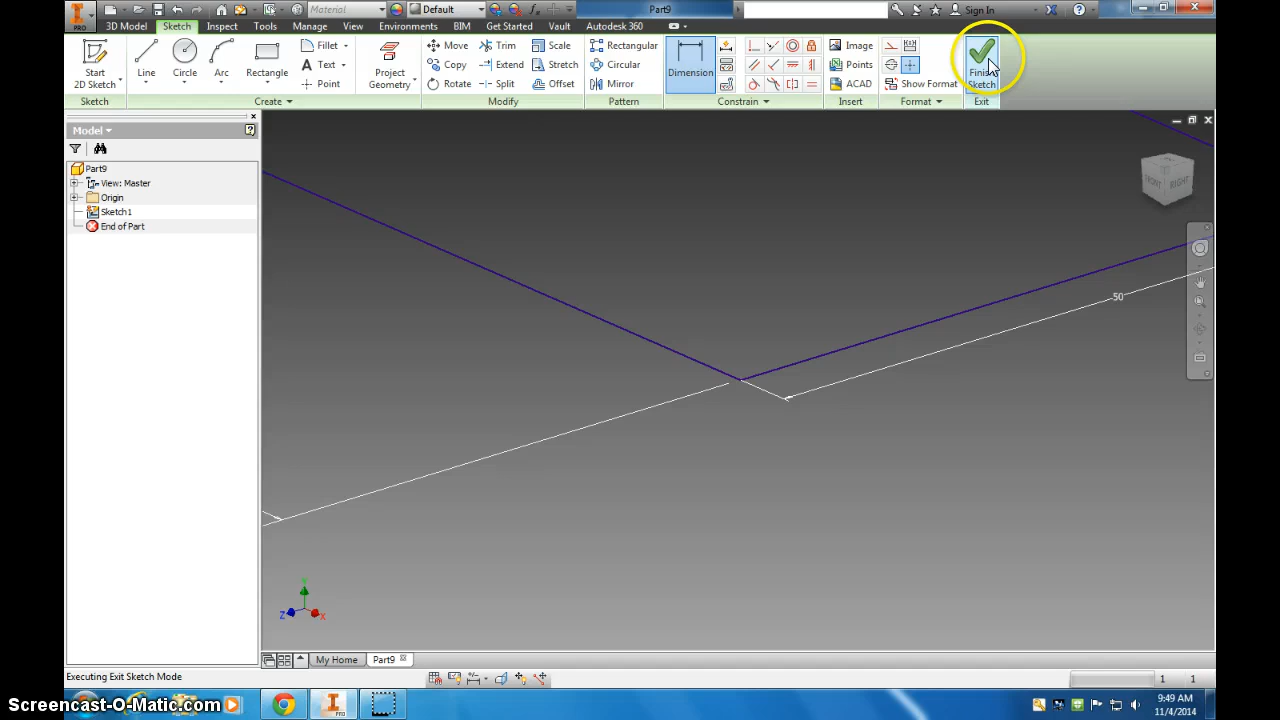 Material
Default
Part9
Sign In
PRO
3D Model
Sketch
Inspect
Tools
Manage
View
Environments
BIM
Get Started
Vault
Autodesk 360
Start
2D Sketch
Line
Circle
Arc
Rectangle
Fillet
Text
Point
Project
Geometry
Move
Copy
Rotate
Trim
Extend
Split
Scale
Stretch
Offset
Rectangular
Circular
Mirror
Dimension
Image
Points
ACAD
Show Format
Finish
Sketch
Sketch
Create
Modify
Pattern
Constrain
Insert
Format
Exit
Model
Part9
View: Master
Origin
Sketch1
End of Part
FRONT
RIGHT
50
Y
Z
X
My Home
Part9
Executing Exit Sketch Mode
1
1
Screencast-O-Matic.com
PRO
9:49 AM
11/4/2014